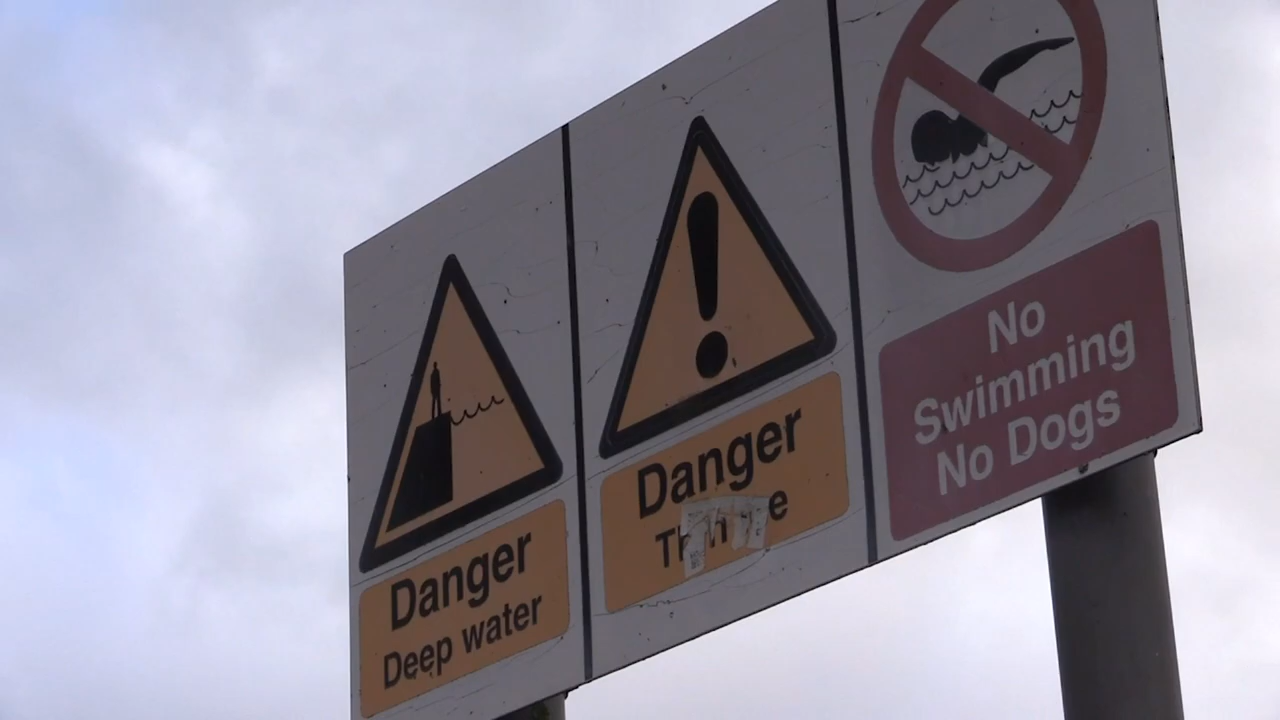 Danger
Deep water
Danger
No
Swimming
No Dogs